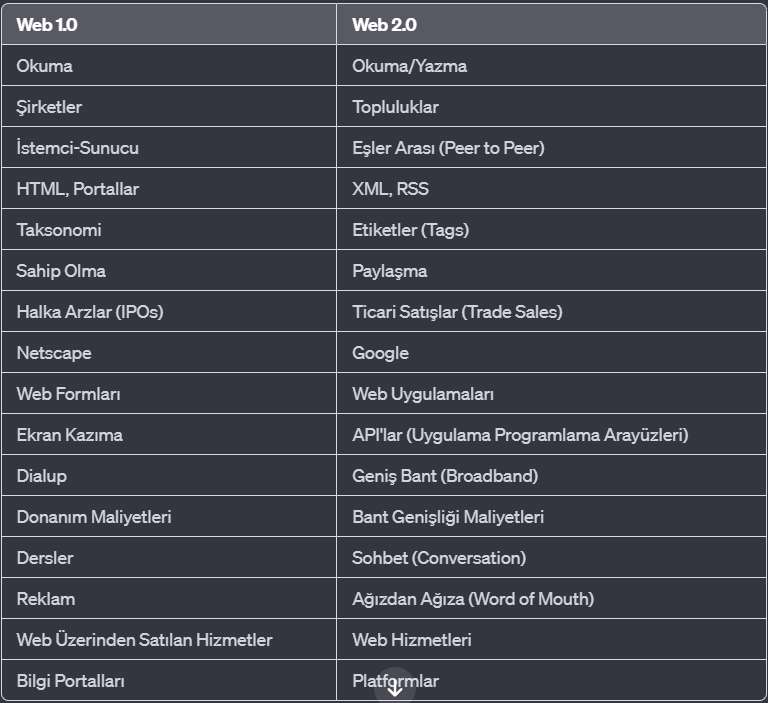 Web 1.0 Web 2.0
Okuma Okuma/Yazma
Şirketler Topluluklar
İstemci-Sunucu Eşler Arası (Peer to Peer)
HTML, Portallar XML, RSS
Taksonomi Etiketler (Tags)
Sahip Olma Paylaşma
Halka Arzlar (IPOs) Ticari Satışlar (Trade Sales)
Netscape Google
Web Formları Web Uygulamaları
Ekran Kazıma API'lar (Uygulama Programlama Arayüzleri)
Dialup Geniş Bant (Broadband)
Donanım Maliyetleri Bant Genişliği Maliyetleri
Dersler Sohbet (Conversation)
Reklam Ağızdan Ağıza (Word of Mouth)
Web Üzerinden Satılan Hizmetler Web Hizmetleri
Bilgi Portalları Platformlar